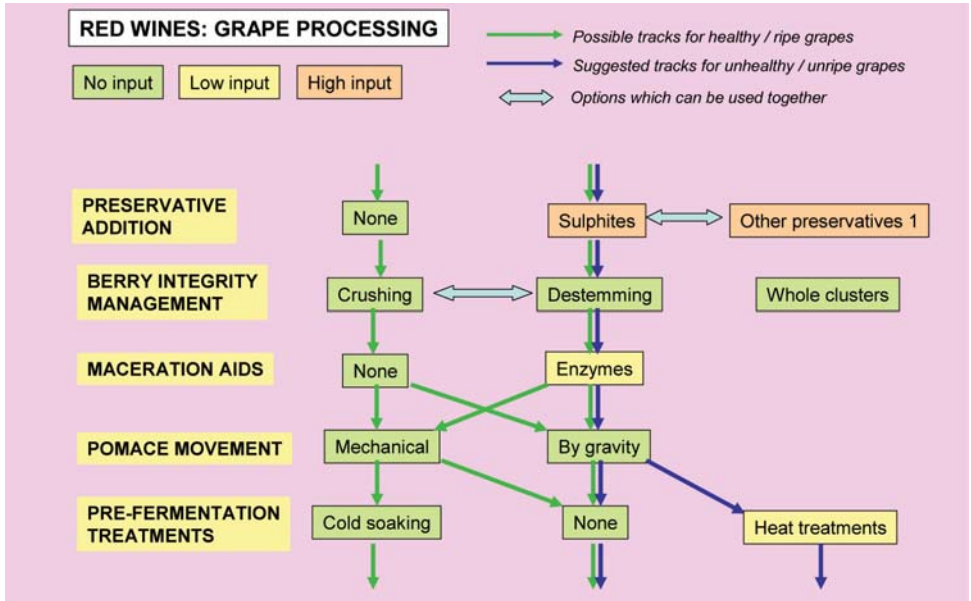 RED WINES: GRAPE PROCESSING
Possible tracks for healthy / ripe grapes
Suggested tracks for unhealthy / unripe grapes
No input
Low input
High input
Options which can be used together
PRESERVATIVE
ADDITION
None
Sulphites
Other preservatives 1
BERRY INTEGRITY
MANAGEMENT
Crushing
Destemming
Whole clusters
MACERATION AIDS
None
Enzymes
POMACE MOVEMENT
Mechanical
By gravity
PRE-FERMENTATION
TREATMENTS
Cold soaking
None
Heat treatments